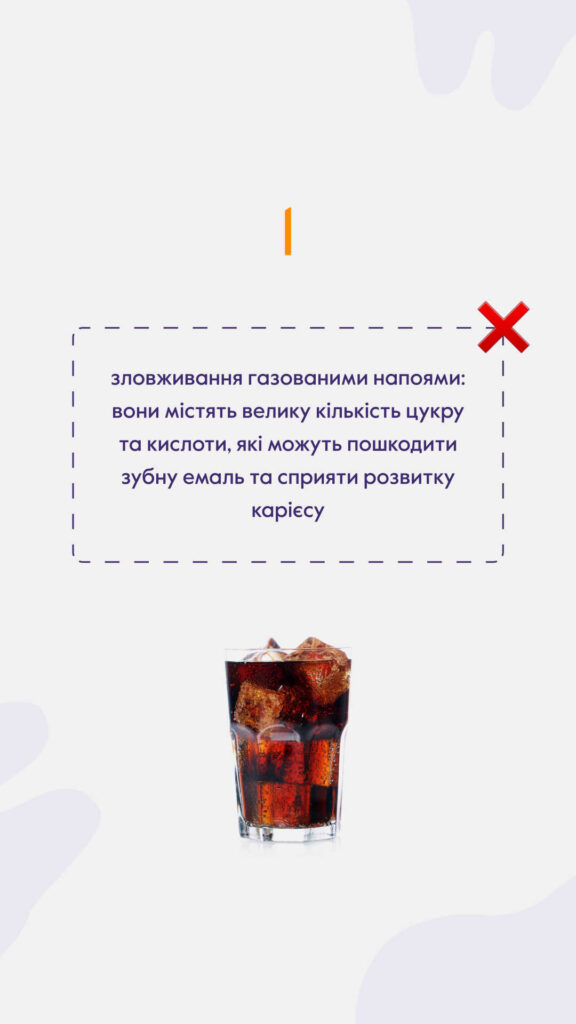 1
зловживання газованими напоями:
вони містять велику кількість цукру
та кислоти, які можуть пошкодити
зубну емаль та сприяти розвитку
карієсу